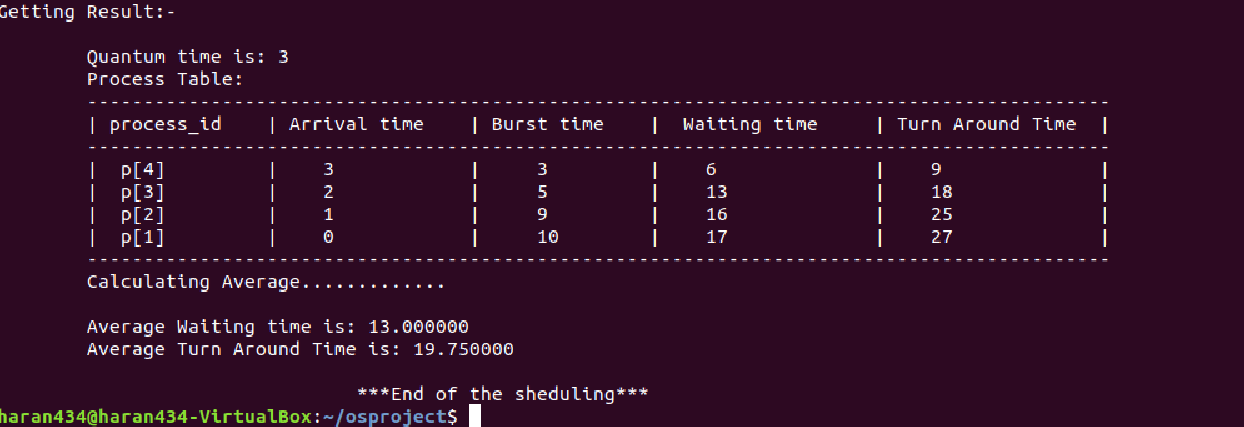 Getting Result:-
Quantum time is: 3
Process Table:
-------------------------------------------------------------------------------------------
| process_id | Arrival time | Burst time | Waiting time | Turn Around Time |
-------------------------------------------------------------------------------------------
| p[4] | 3 | 3 | 6 | 9 |
| p[3] | 2 | 5 | 13 | 18 |
| p[2] | 1 | 9 | 16 | 25 |
| p[1] | 0 | 10 | 17 | 27 |
-------------------------------------------------------------------------------------------
Calculating Average.............
Average Waiting time is: 13.000000
Average Turn Around Time is: 19.750000
***End of the sheduling***
haran434@haran434-VirtualBox:~/osproject$